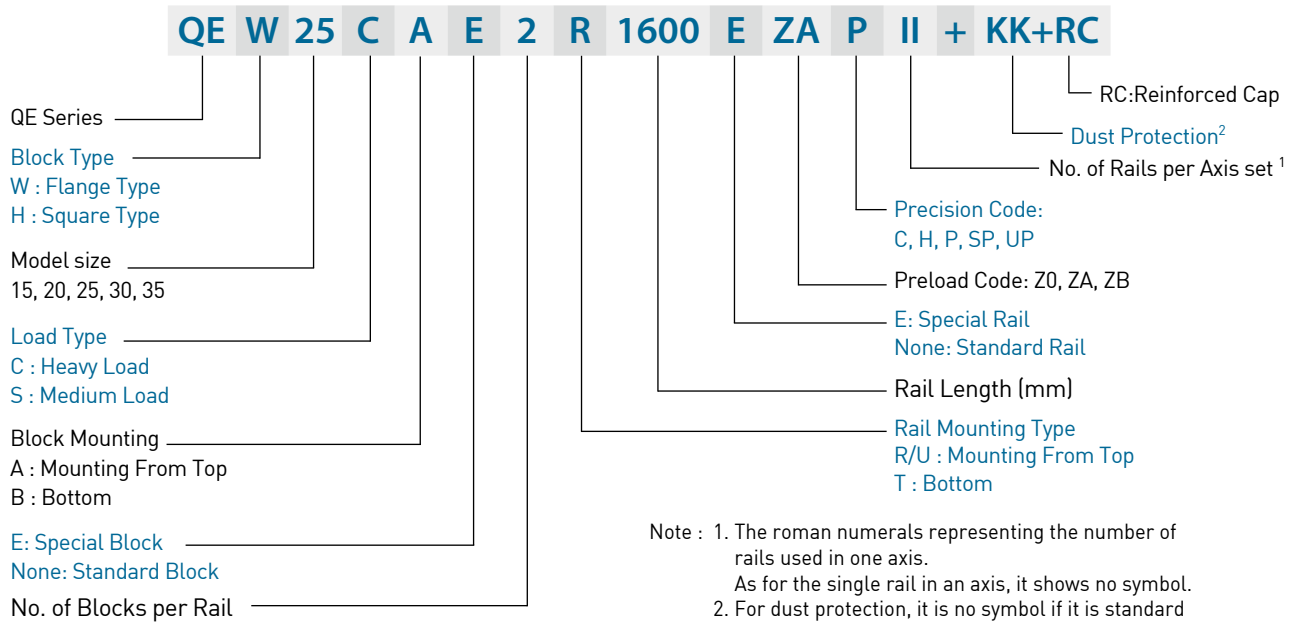 QE W 25 C A E 2 R 1600 E ZA P II + KK+RC
QE Series
Block Type
W : Flange Type
H : Square Type
Model size
15, 20, 25, 30, 35
Load Type
C : Heavy Load
S : Medium Load
Block Mounting
A : Mounting From Top
B : Bottom
E: Special Block
None: Standard Block
No. of Blocks per Rail
RC:Reinforced Cap
Dust Protection2
No. of Rails per Axis set 1
Precision Code:
C, H, P, SP, UP
Preload Code: Z0, ZA, ZB
E: Special Rail
None: Standard Rail
Rail Length (mm)
Rail Mounting Type
R/U : Mounting From Top
T : Bottom
Note : 1. The roman numerals representing the number of
rails used in one axis.
As for the single rail in an axis, it shows no symbol.
2. For dust protection, it is no symbol if it is standard